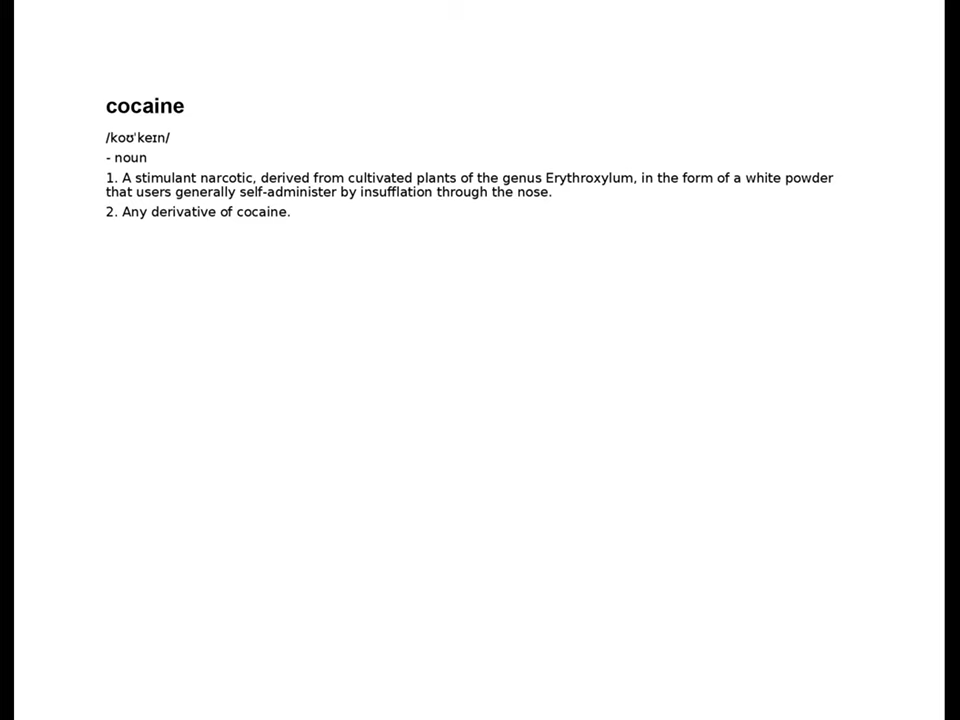 cocaine
/koʊˈkeɪn/
- noun
1. A stimulant narcotic, derived from cultivated plants of the genus Erythroxylum, in the form of a white powder
that users generally self-administer by insufflation through the nose.
2. Any derivative of cocaine.